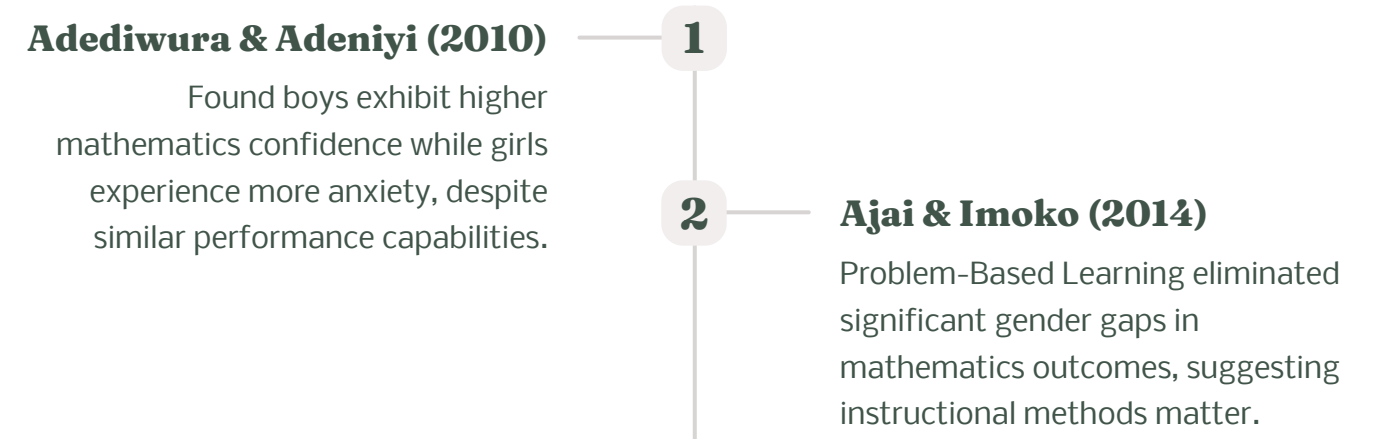 Adediwura & Adeniyi (2010)
1
Found boys exhibit higher
mathematics confidence while girls
experience more anxiety, despite
similar performance capabilities.
2
Ajai & Imoko (2014)
Problem-Based Learning eliminated
significant gender gaps in
mathematics outcomes, suggesting
instructional methods matter.